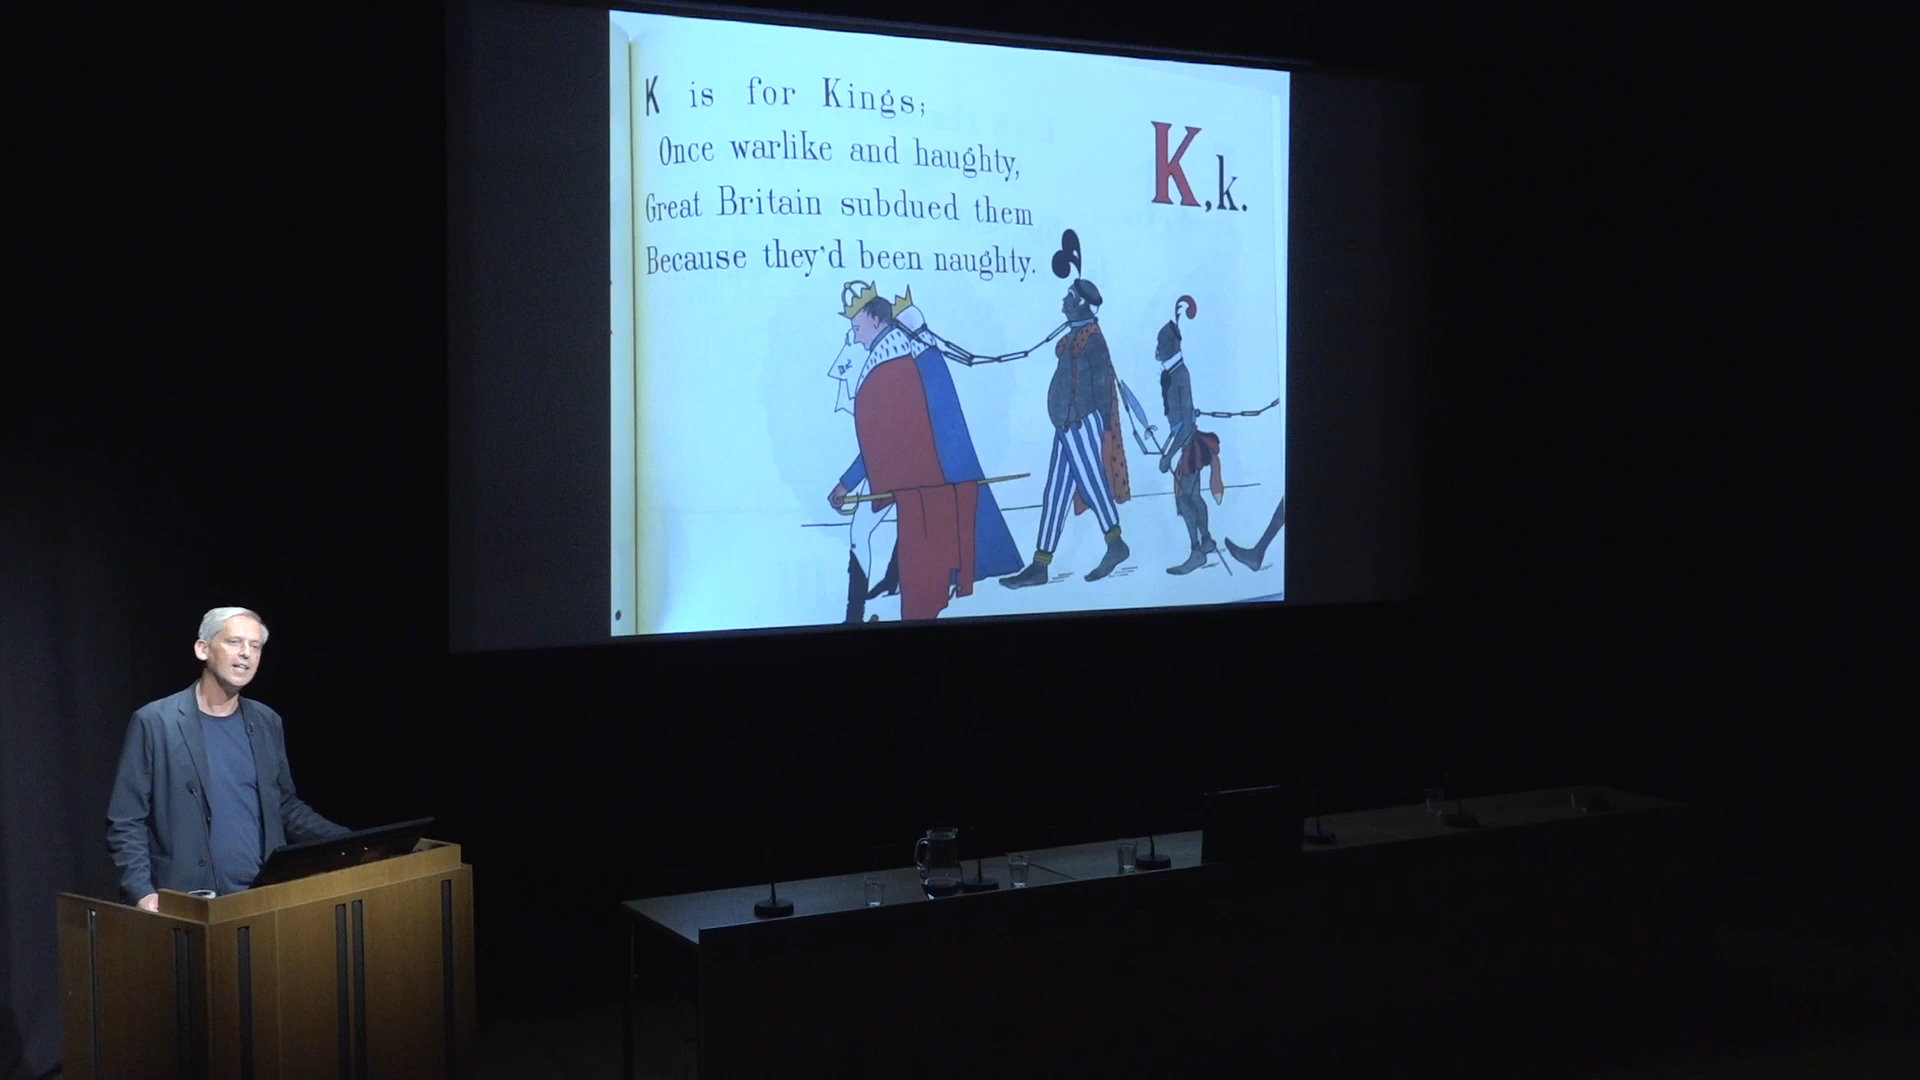 K is for Kings;
Once warlike and haughty,
Great Britain subdued them
Because they'd been naughty.
K, k.